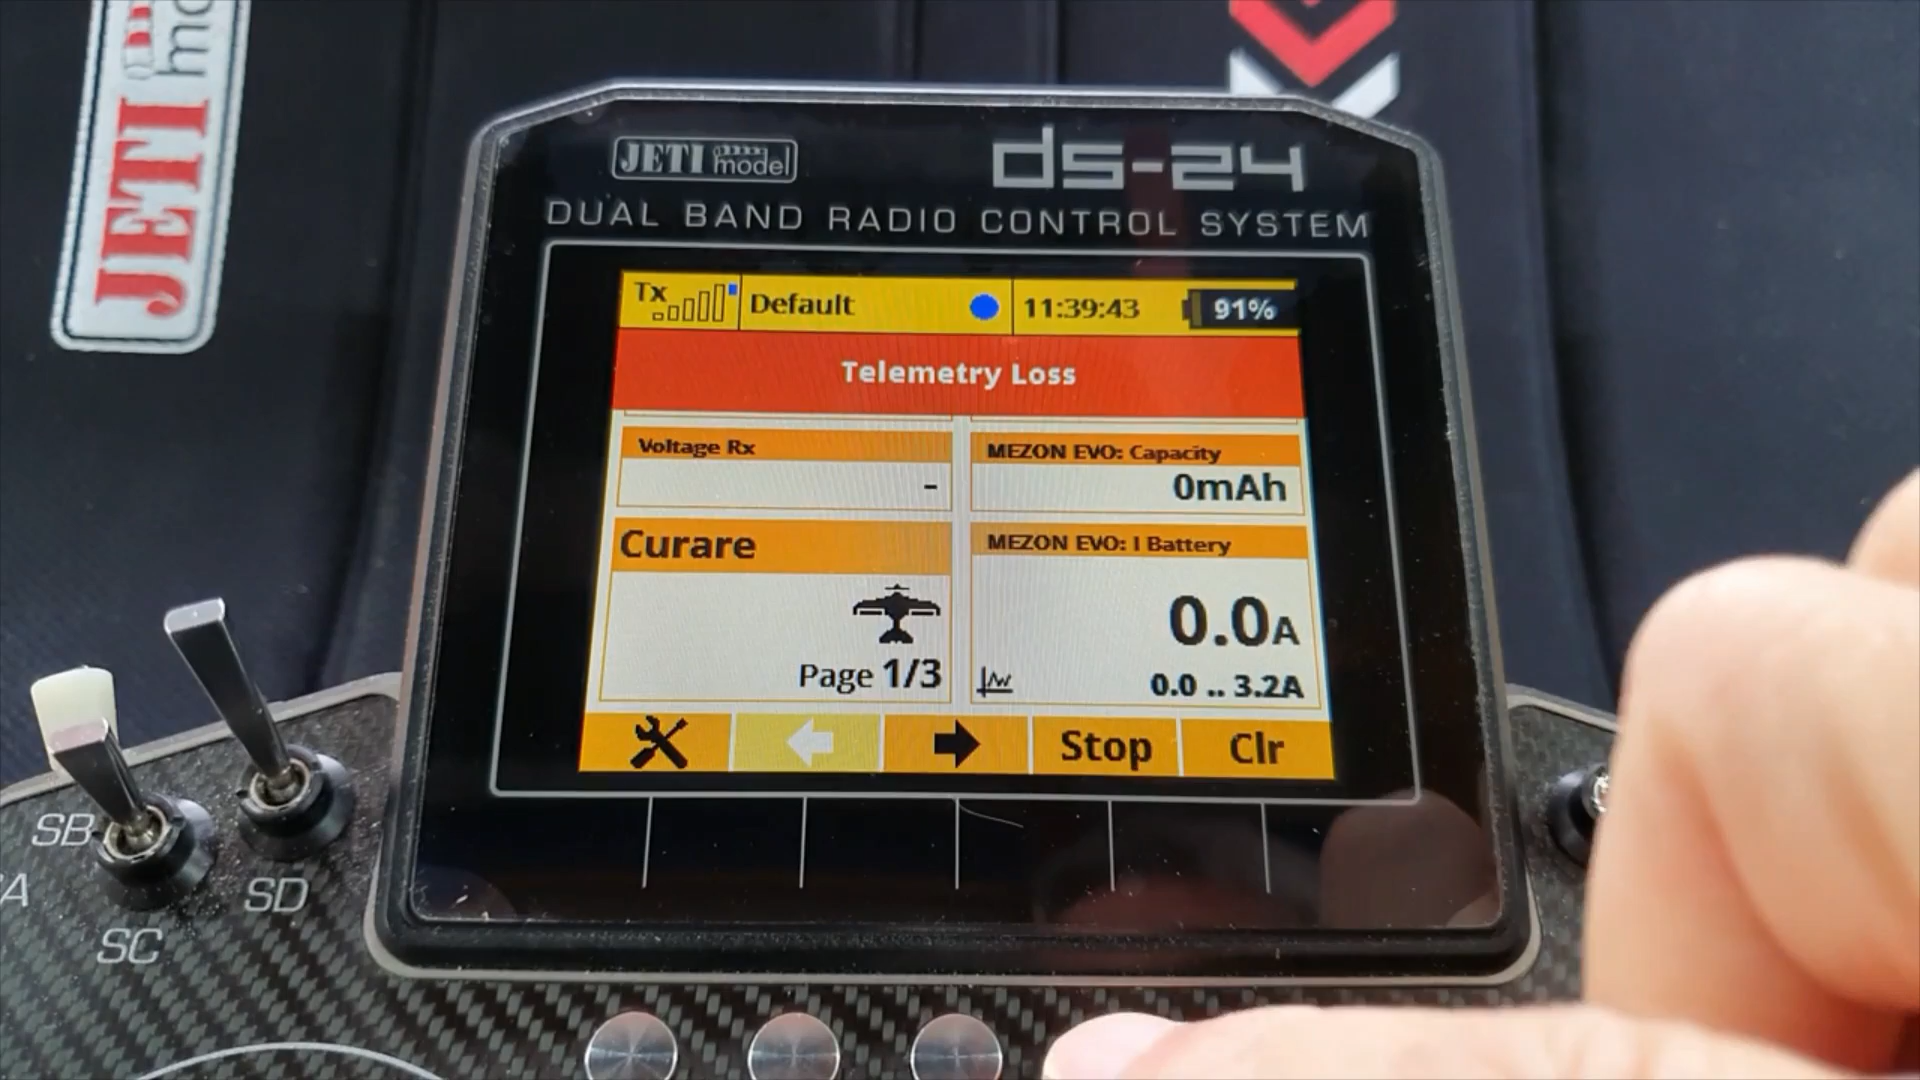 JETI mo
JETI model
ds-24
DUAL BAND RADIO CONTROL SYSTEM
Tx
Default
11:39:43
91%
Telemetry Loss
Voltage Rx
-
MEZON EVO: Capacity
0mAh
Curare
Page 1/3
MEZON EVO: I Battery
0.0A
0.0 .. 3.2A
Stop
Clr
SB
A
SC
SD